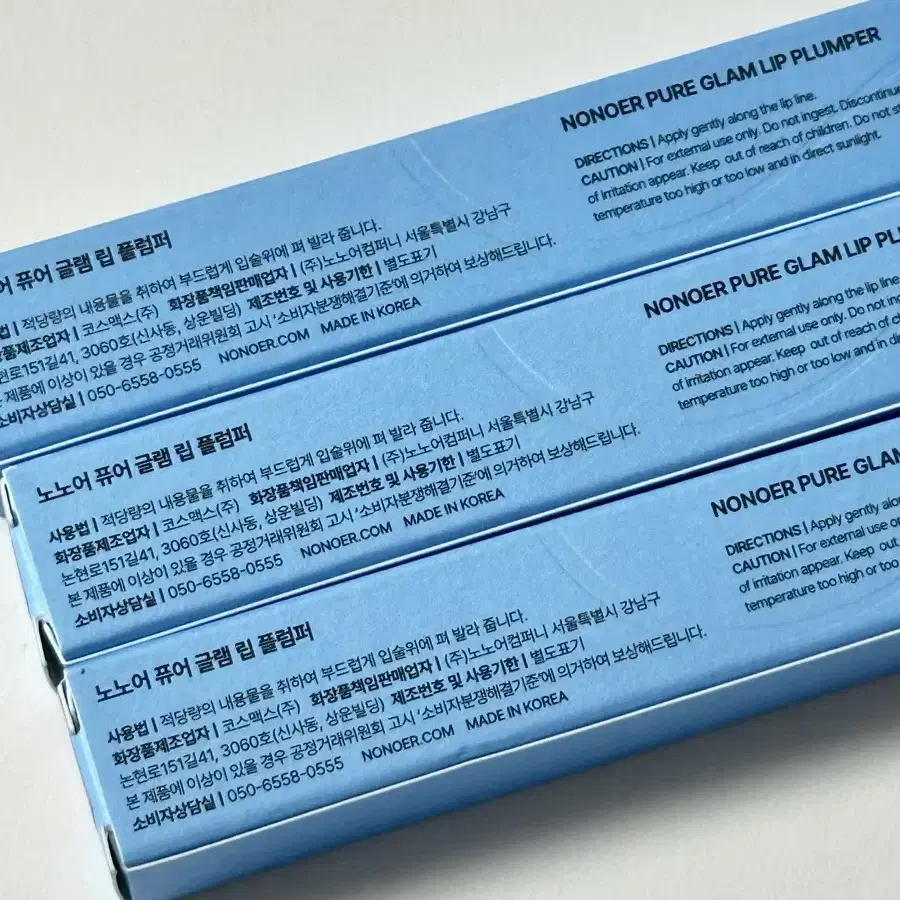 어 퓨어 글램 립 플럼퍼
사용법 | 적당량의 내용물을 취하여 부드럽게 입술위에 펴 발라 줍니다.
화장품제조업자 | 코스맥스(주) 화장품책임판매업자 | (주)노노어컴퍼니 서울특별시 강남구
논현로151길41, 3060호(신사동, 상운빌딩) 제조번호 및 사용기한 | 별도표기
본 제품에 이상이 있을 경우 공정거래위원회 고시 '소비자분쟁해결기준'에 의거하여 보상해드립니다.
소비자상담실 | 050-6558-0555 NONOER.COM MADE IN KOREA
NONOER PURE GLAM LIP PLUMPER
DIRECTIONS | Apply gently along the lip line.
CAUTION | For external use only. Do not ingest. Discontinue
of irritation appear. Keep out of reach of children. Do not st
temperature too high or too low and in direct sunlight.
노노어 퓨어 글램 립 플럼퍼
사용법 | 적당량의 내용물을 취하여 부드럽게 입술위에 펴 발라 줍니다.
화장품제조업자 | 코스맥스(주) 화장품책임판매업자 | (주)노노어컴퍼니 서울특별시 강남구
논현로151길41, 3060호(신사동, 상운빌딩) 제조번호 및 사용기한 | 별도표기
본 제품에 이상이 있을 경우 공정거래위원회 고시 '소비자분쟁해결기준'에 의거하여 보상해드립니다.
소비자상담실 | 050-6558-0555 NONOER.COM MADE IN KOREA
NONOER PURE GLAM LIP PLU
DIRECTIONS | Apply gently along the lip line
CAUTION | For external use only. Do not ing
of irritation appear. Keep out of reach of c
temperature too high or too low and in di
노노어 퓨어 글램 립 플럼퍼
사용법 | 적당량의 내용물을 취하여 부드럽게 입술위에 펴 발라 줍니다.
화장품제조업자 | 코스맥스(주) 화장품책임판매업자 | (주)노노어컴퍼니 서울특별시 강남구
논현로151길41, 3060호(신사동, 상운빌딩) 제조번호 및 사용기한 | 별도표기
본 제품에 이상이 있을 경우 공정거래위원회 고시 '소비자분쟁해결기준'에 의거하여 보상해드립니다.
소비자상담실 | 050-6558-0555 NONOER.COM MADE IN KOREA
NONOER PURE GLAM
DIRECTIONS | Apply gently along
CAUTION | For external use on
of irritation appear. Keep out
temperature too high or too